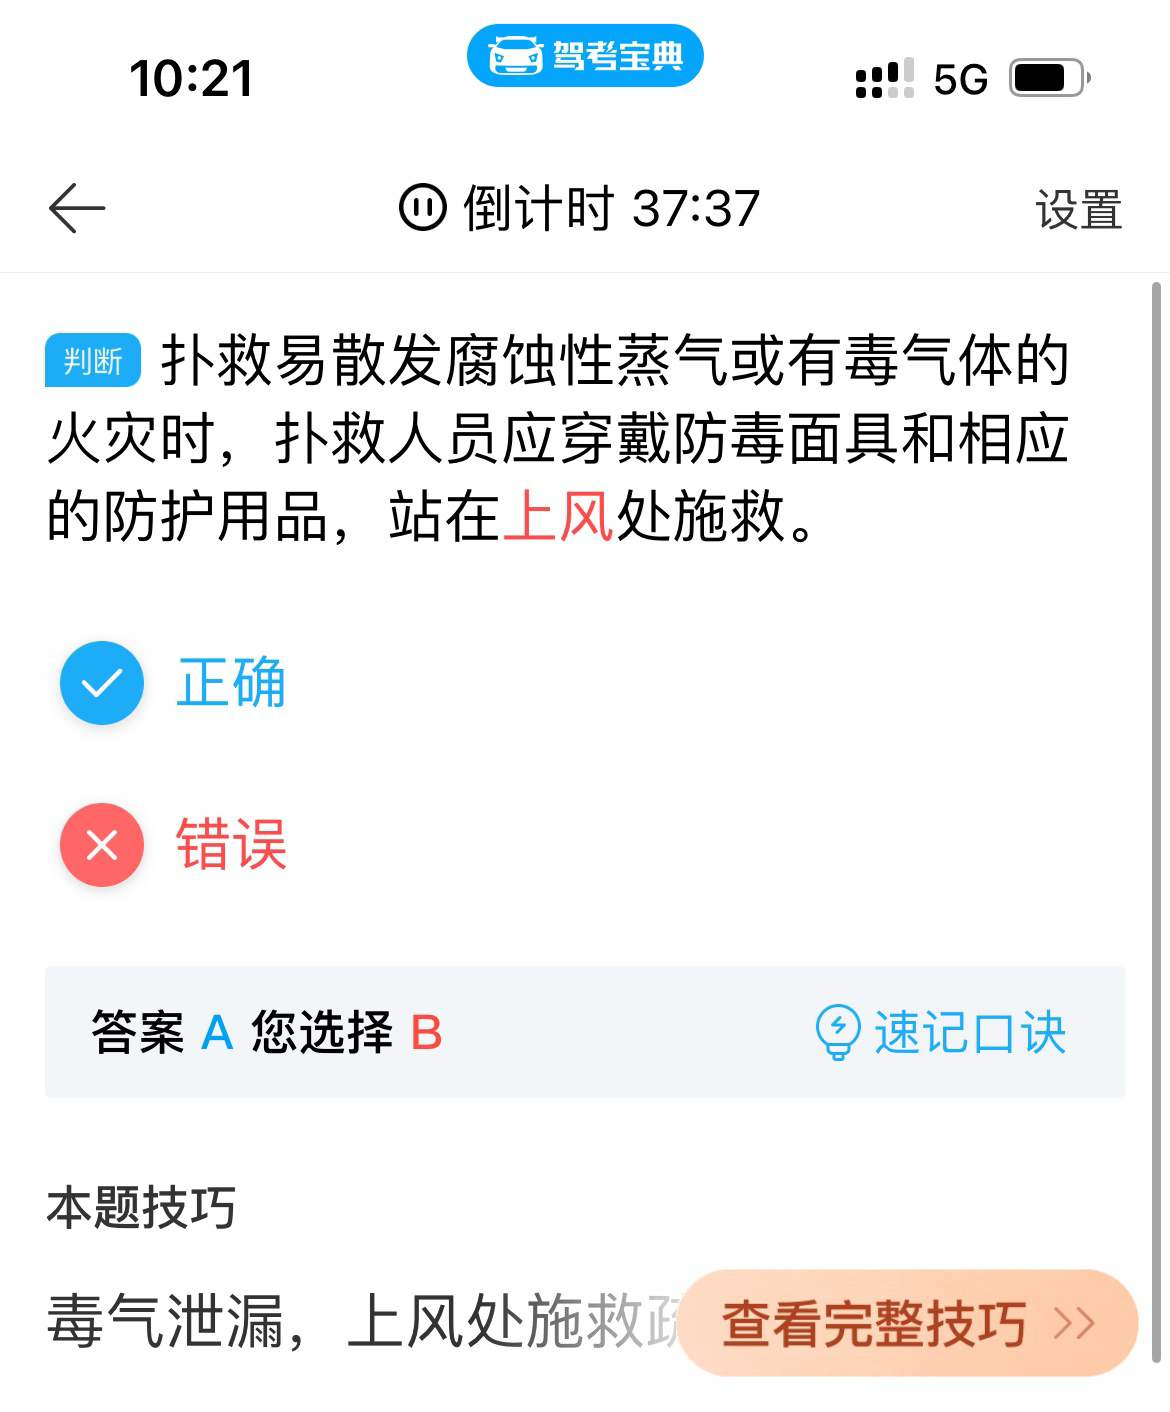 10:21
驾考宝典
5G
倒计时 37:37
设置
判断 扑救易散发腐蚀性蒸气或有毒气体的
火灾时，扑救人员应穿戴防毒面具和相应
的防护用品，站在上风处施救。
正确
错误
答案 A 您选择 B
速记口诀
本题技巧
毒气泄漏，上风处施救
查看完整技巧